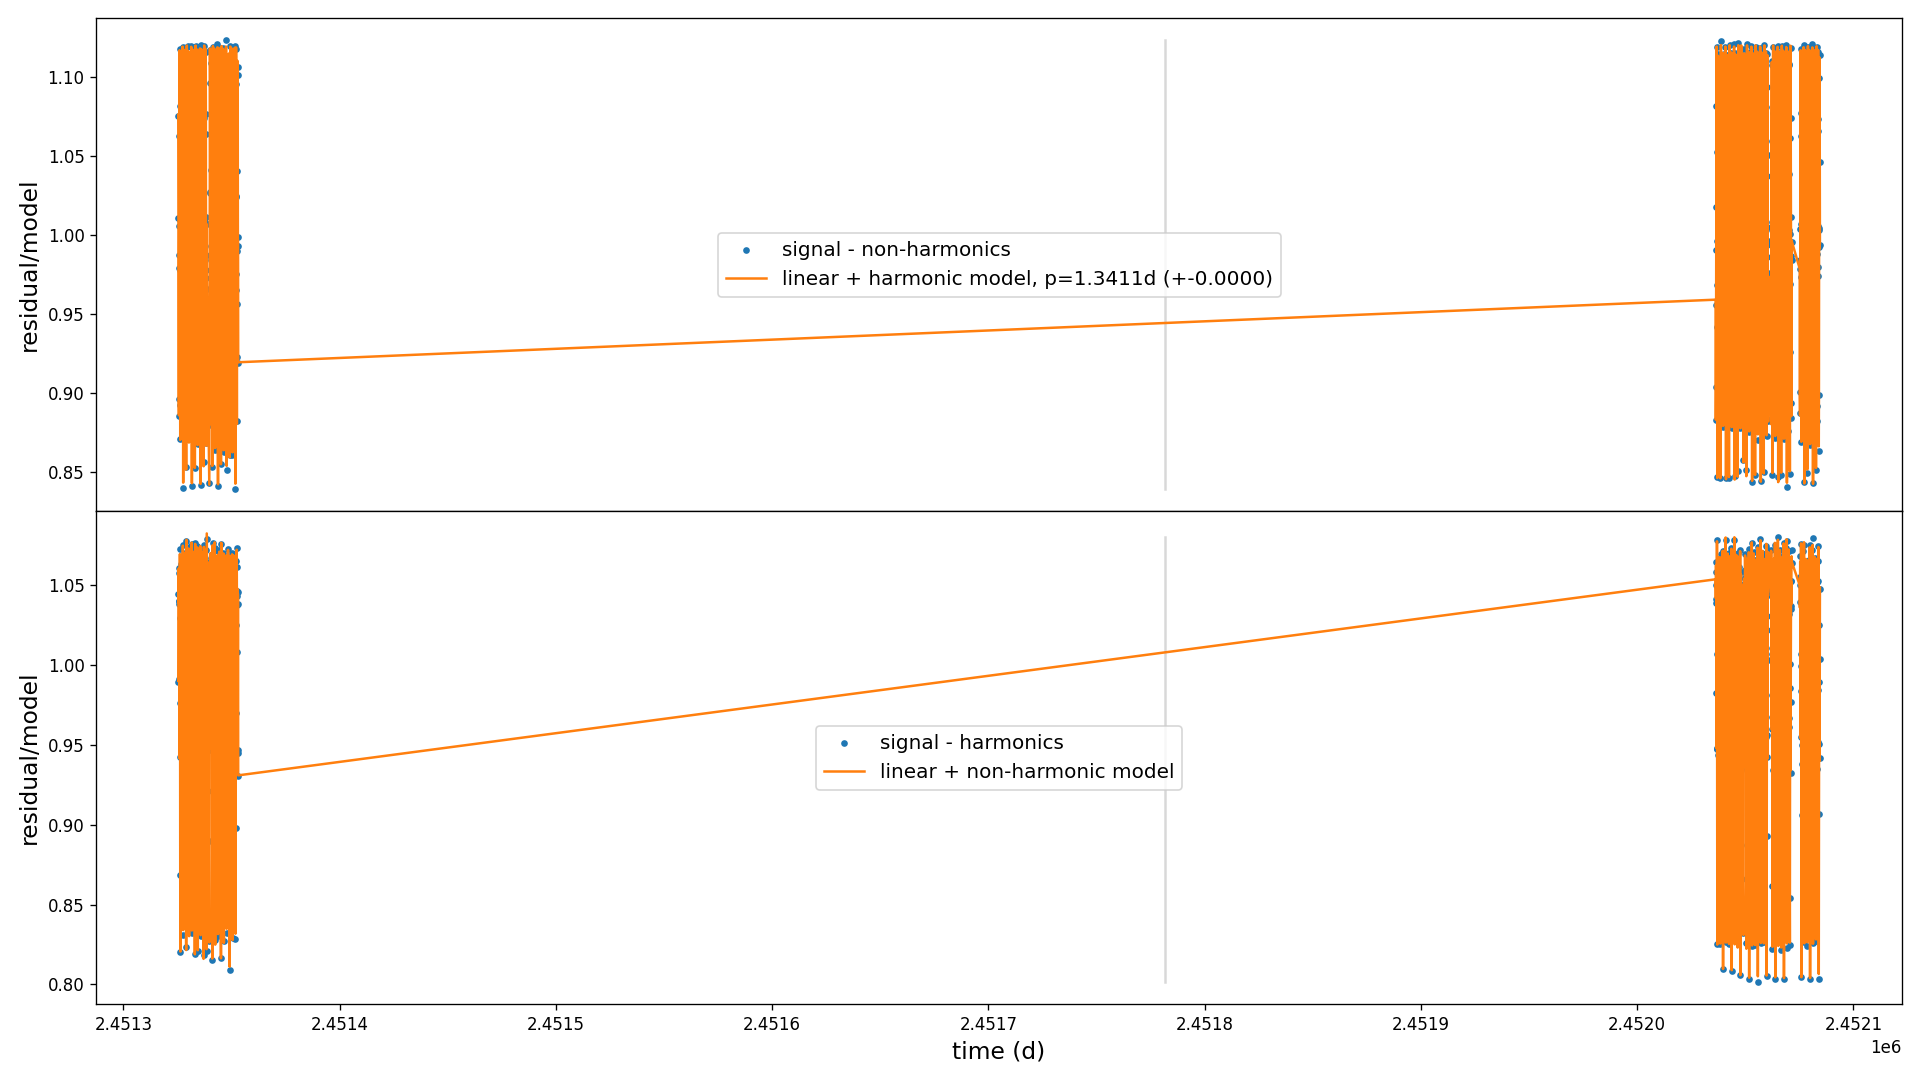 1.10
1.05
1.00
0.95
0.90
0.85
residual/model
signal - non-harmonics
linear + harmonic model, p=1.3411d (+-0.0000)
1.05
1.00
0.95
0.90
0.85
0.80
residual/model
signal - harmonics
linear + non-harmonic model
2.4513 2.4514 2.4515 2.4516 2.4517 2.4518 2.4519 2.4520 2.4521
1e6
time (d)